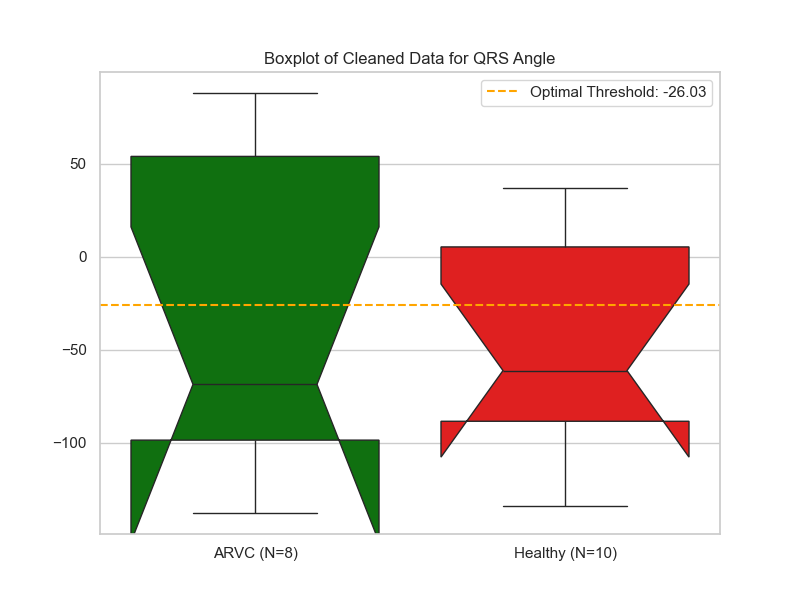 Boxplot of Cleaned Data for QRS Angle
Optimal Threshold: -26.03
50
0
−50
−100
ARVC (N=8)
Healthy (N=10)